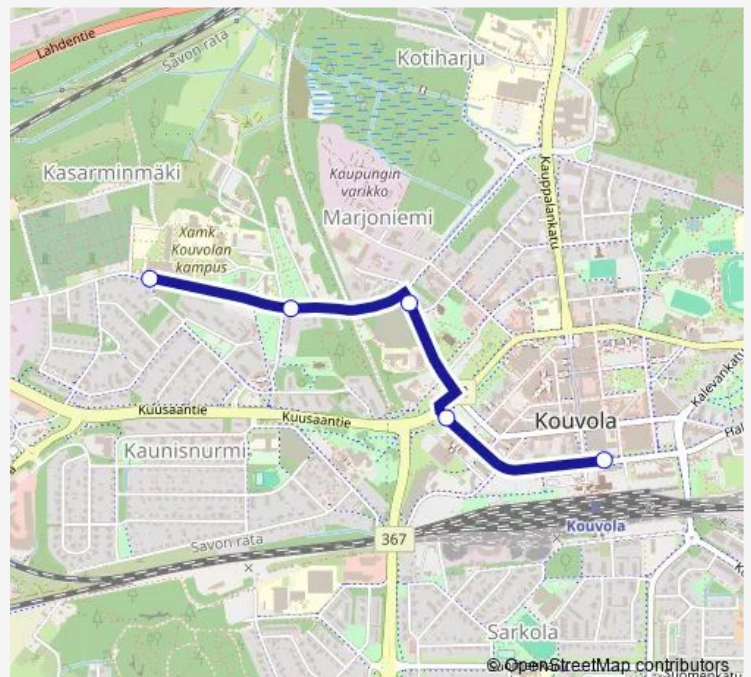 Lahdentie
Savon rata
Kotiharju
Kasarminmäki
Kaupungin
varikko
Kauppalankatu
Marjoniemi
Xamk
Kouvolan
kampus
Kalevankatu
Kuusaantie
Kuusaantie
Kouvola
Kaunisnurmi
Kouvola
367
Savon rata
Sarkola
© OpenStreetMap contributors